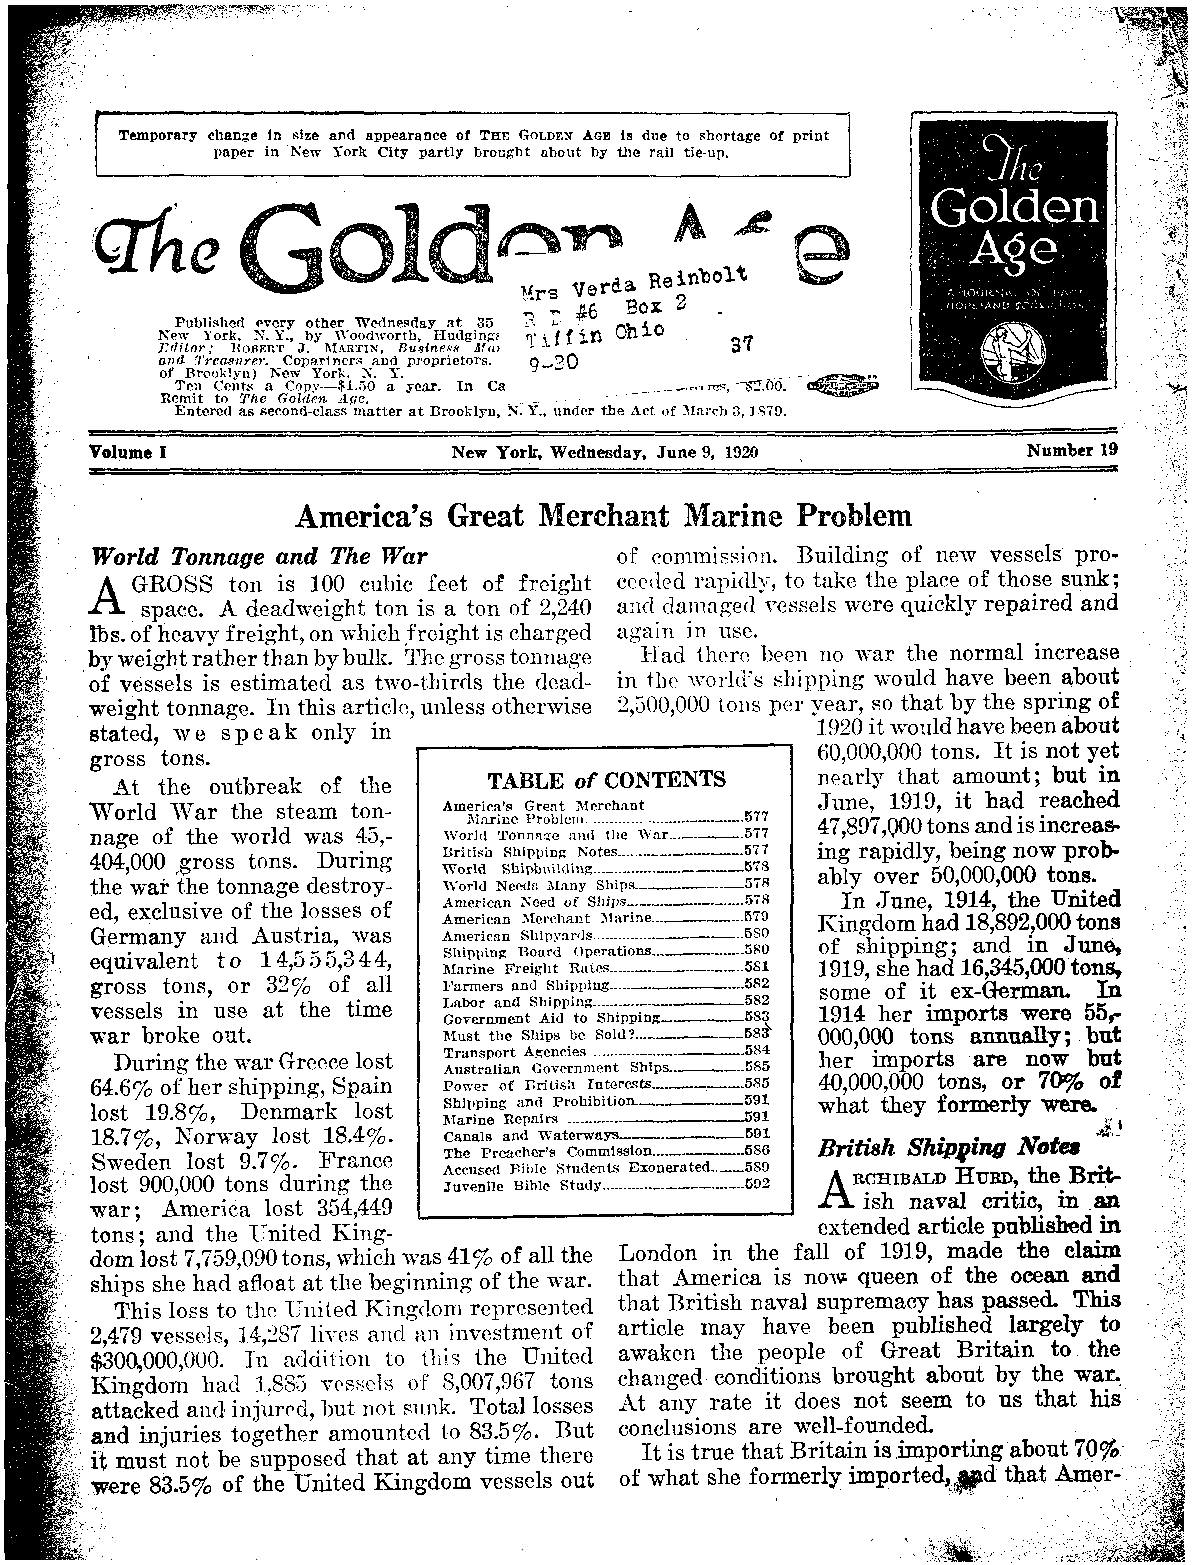 Temporary change in size and appearance of THE GOLDEN AGE is due to shortage of print
paper in New York City partly brought about by the rail tie-up.
The
Golden
Age
The Golden Age
Mrs Verda Reinbolt
#6 Box 2
Tiffin Ohio
37
9-20
Published every other Wednesday at 35
New York, N. Y., by Woodworth, Hudgings
Editor; ROBERT J. MARTIN, Business Ma
and Treasurer. Copartners and proprietors.
of Brooklyn) New York, N. Y.
Ten Cents a Copy—$1.50 a year. In Ca $2.00.
Remit to The Golden Age.
Entered as second-class matter at Brooklyn, N. Y., under the Act of March 3, 1879.
Volume I New York, Wednesday, June 9, 1920 Number 19
America's Great Merchant Marine Problem
World Tonnage and The War
A GROSS ton is 100 cubic feet of freight
space. A deadweight ton is a ton of 2,240
lbs. of heavy freight, on which freight is charged
by weight rather than by bulk. The gross tonnage
of vessels is estimated as two-thirds the dead-
weight tonnage. In this article, unless otherwise
stated, we speak only in
gross tons.
At the outbreak of the
World War the steam ton-
nage of the world was 45,-
404,000 gross tons. During
the war the tonnage destroy-
ed, exclusive of the losses of
Germany and Austria, was
equivalent to 14,555,344,
gross tons, or 32% of all
vessels in use at the time
war broke out.
During the war Greece lost
64.6% of her shipping, Spain
lost 19.8%, Denmark lost
18.7%, Norway lost 18.4%.
Sweden lost 9.7%. France
lost 900,000 tons during the
war; America lost 354,449
tons; and the United King-
dom lost 7,759,090 tons, which was 41% of all the
ships she had afloat at the beginning of the war.
This loss to the United Kingdom represented
2,479 vessels, 14,287 lives and an investment of
$300,000,000. In addition to this the United
Kingdom had 1,885 vessels of 8,007,967 tons
attacked and injured, but not sunk. Total losses
and injuries together amounted to 83.5%. But
it must not be supposed that at any time there
were 83.5% of the United Kingdom vessels out
TABLE of CONTENTS
America's Great Merchant
Marine Problem 577
World Tonnage and the War 577
British Shipping Notes 577
World Shipbuilding 578
World Needs Many Ships 578
American Need of Ships 578
American Merchant Marine 579
American Shipyards 580
Shipping Board Operations 580
Marine Freight Rates 581
Farmers and Shipping 582
Labor and Shipping 582
Government Aid to Shipping 583
Must the Ships be Sold? 583
Transport Agencies 584
Australian Government Ships 585
Power of British Interests 585
Shipping and Prohibition 591
Marine Repairs 591
Canals and Waterways 591
The Preacher's Commission 586
Accused Bible Students Exonerated 589
Juvenile Bible Study 592
of commission. Building of new vessels pro-
ceeded rapidly, to take the place of those sunk;
and damaged vessels were quickly repaired and
again in use.
Had there been no war the normal increase
in the world's shipping would have been about
2,500,000 tons per year, so that by the spring of
1920 it would have been about
60,000,000 tons. It is not yet
nearly that amount; but in
June, 1919, it had reached
47,897,000 tons and is increas-
ing rapidly, being now prob-
ably over 50,000,000 tons.
In June, 1914, the United
Kingdom had 18,892,000 tons
of shipping; and in June,
1919, she had 16,345,000 tons,
some of it ex-German. In
1914 her imports were 55,-
000,000 tons annually; but
her imports are now but
40,000,000 tons, or 70% of
what they formerly were.
British Shipping Notes
ARCHIBALD HURD, the Brit-
ish naval critic, in an
extended article published in
London in the fall of 1919, made the claim
that America is now queen of the ocean and
that British naval supremacy has passed. This
article may have been published largely to
awaken the people of Great Britain to the
changed conditions brought about by the war.
At any rate it does not seem to us that his
conclusions are well-founded.
It is true that Britain is importing about 70%
of what she formerly imported, and that Amer-